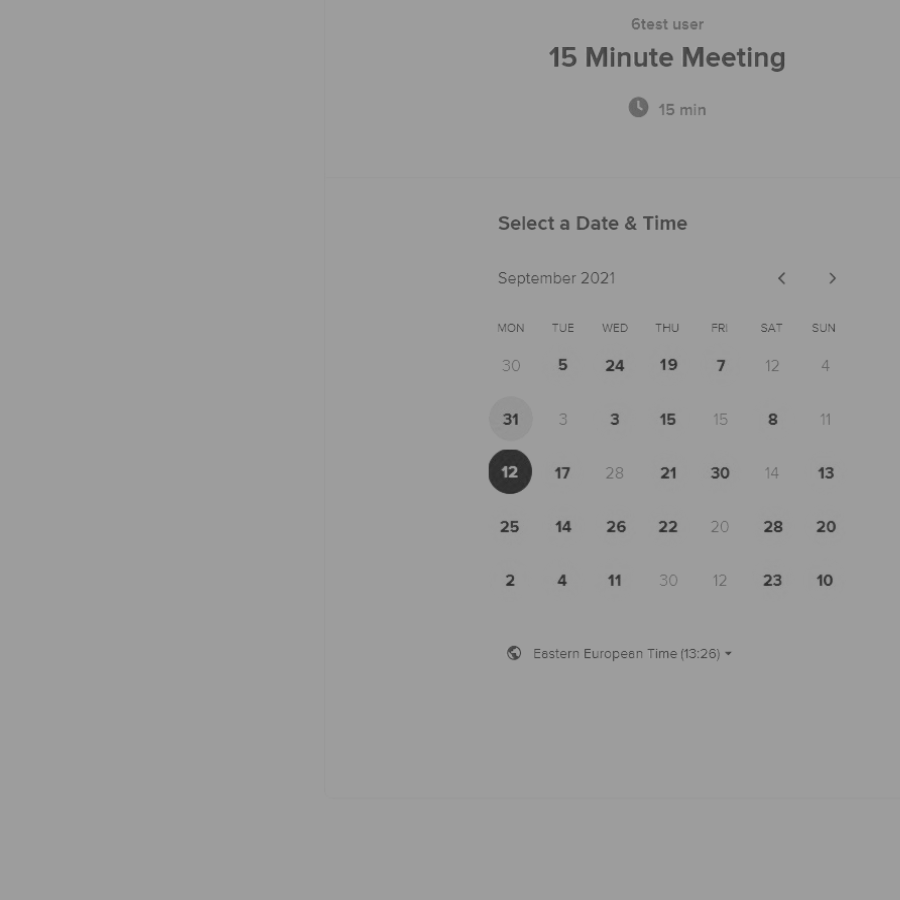 6test user
15 Minute Meeting
15 min
Select a Date & Time
September 2021
MON TUE WED THU FRI SAT SUN
30 5 24 19 7 12 4
31 3 3 15 15 8 11
12 17 28 21 30 14 13
25 14 26 22 20 28 20
2 4 11 30 12 23 10
Eastern European Time (13:26)